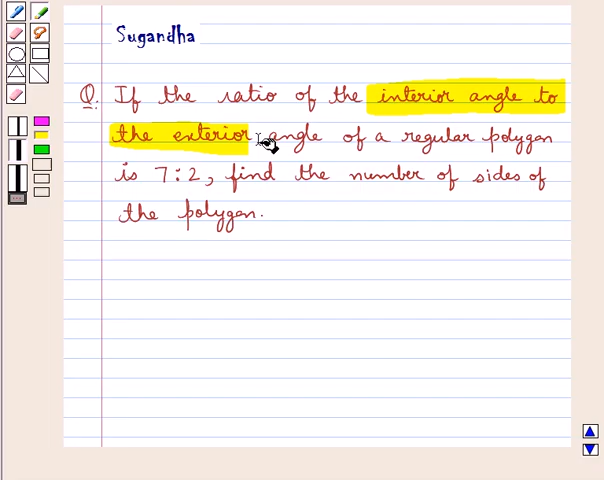 Sugandha
Q. If the ratio of the interior angle to
the exterior angle of a regular polygon
is 7:2, find the number of sides of
the polygon.